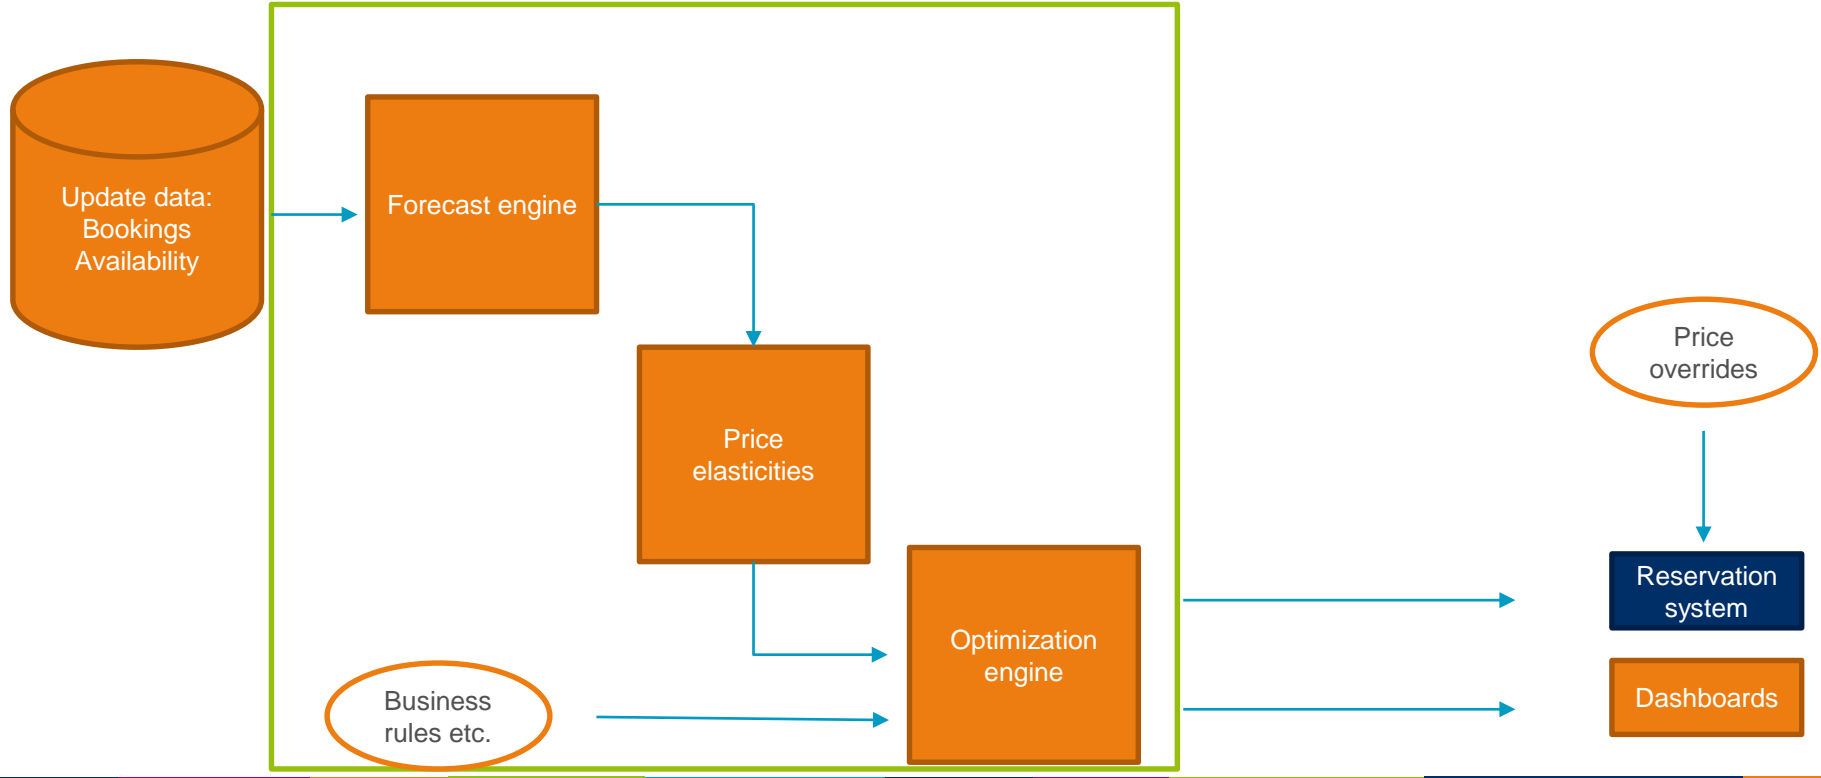 Update data:
Bookings
Availability
Forecast engine
Price
elasticities
Optimization
engine
Business
rules etc.
Price
overrides
Reservation
system
Dashboards